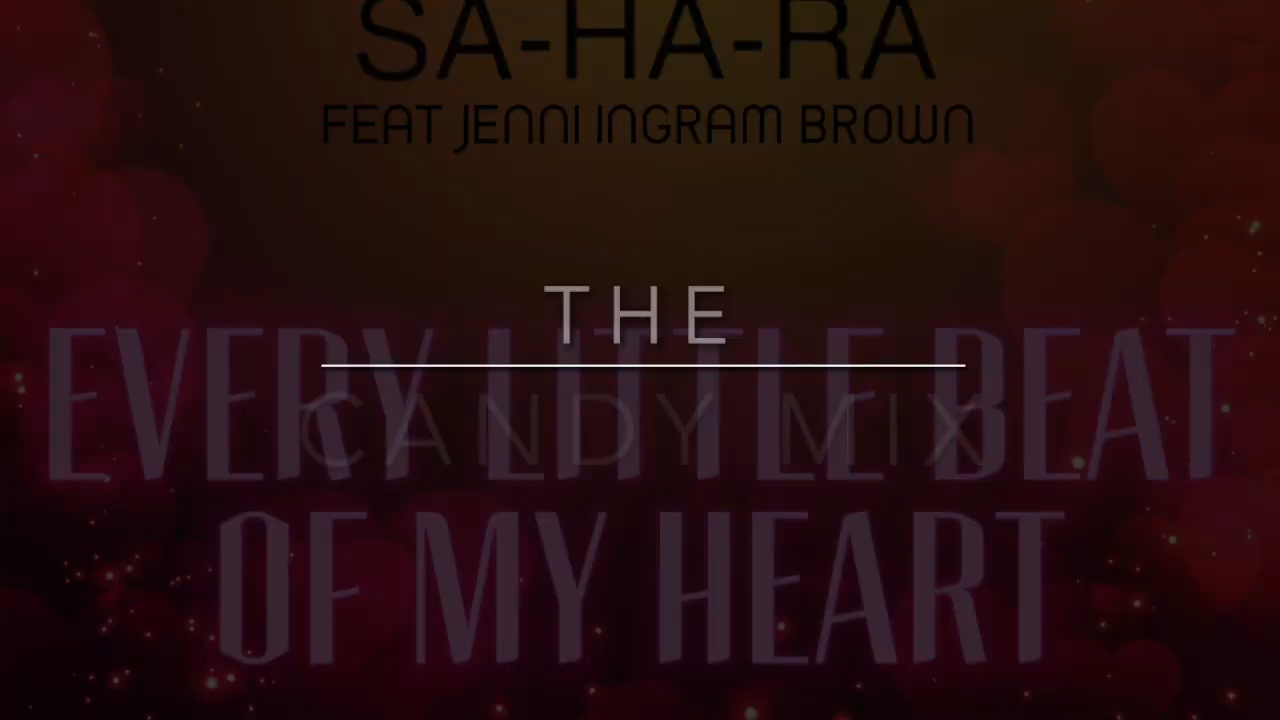 SA-HA-RA
FEAT JENNI INGRAM BROWN
THE
CANDY MIX
EVERY LITTLE BEAT
OF MY HEART